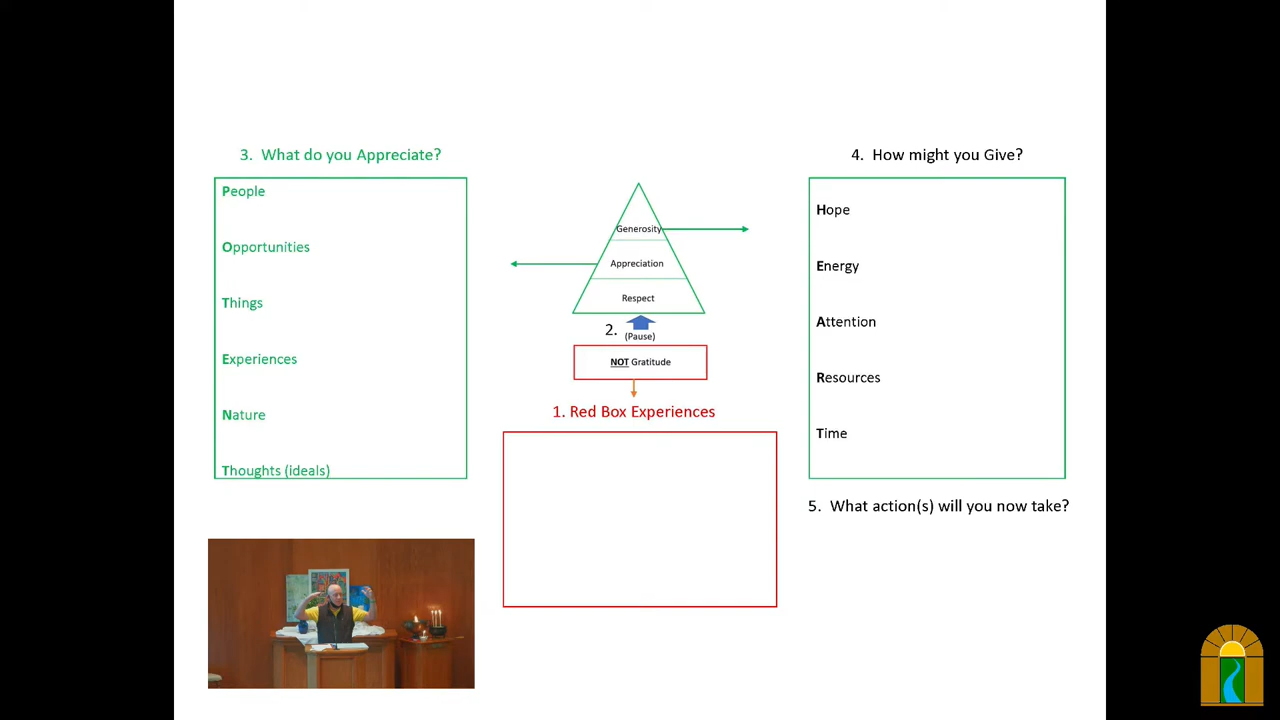 3. What do you Appreciate?
People
Opportunities
Things
Experiences
Nature
Thoughts (ideals)
Generosity
Appreciation
Respect
2.
(Pause)
NOT Gratitude
1. Red Box Experiences
4. How might you Give?
Hope
Energy
Attention
Resources
Time
5. What action(s) will you now take?